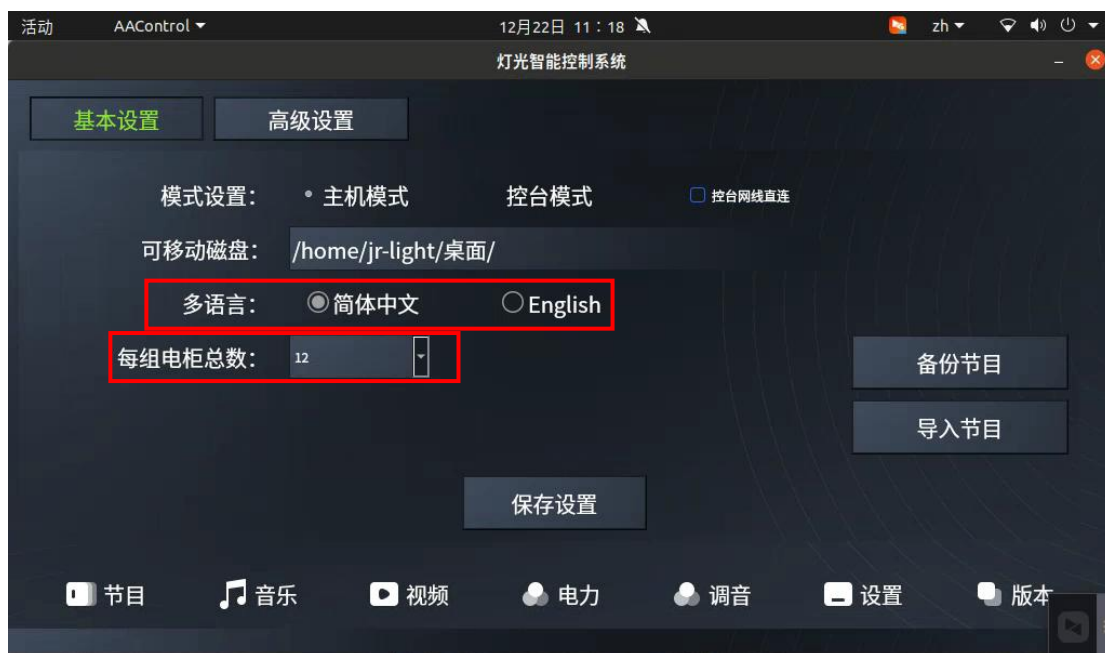 活动 AAControl 12月22日 11：18 zh
灯光智能控制系统
基本设置 高级设置
模式设置： 主机模式 控台模式 控台网线直连
可移动磁盘： /home/jr-light/桌面/
多语言： 简体中文 English
每组电柜总数： 12
备份节目
导入节目
保存设置
节目 音乐 视频 电力 调音 设置 版本